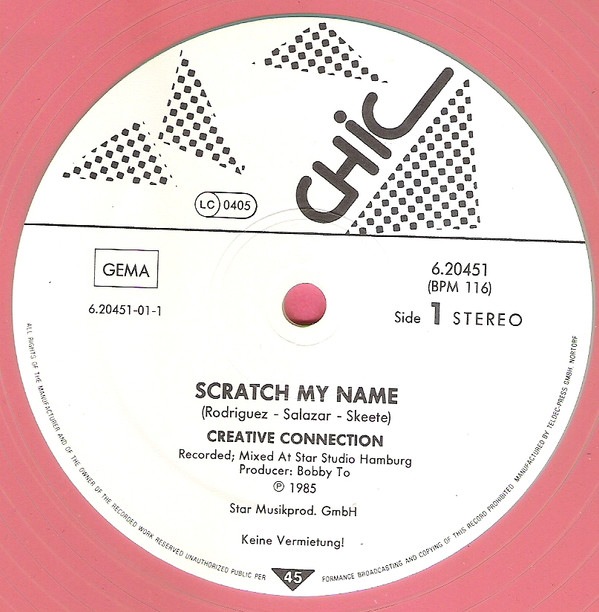 CHIC
LC 0405
GEMA
6.20451-01-1
6.20451
(BPM 116)
Side 1 STEREO
SCRATCH MY NAME
(Rodriguez - Salazar - Skeete)
CREATIVE CONNECTION
Recorded; Mixed At Star Studio Hamburg
Producer: Bobby To
℗ 1985
Star Musikprod. GmbH
Keine Vermietung!
ALL RIGHTS OF THE MANUFACTURER AND OF THE OWNER OF THE RECORDED WORK RESERVED UNAUTHORIZED PUBLIC PER
45
FORMANCE BROADCASTING AND COPYING OF THIS RECORD PROHIBITED MANUFACTURED BY TELDEC-PRESS GMBH NORTORF